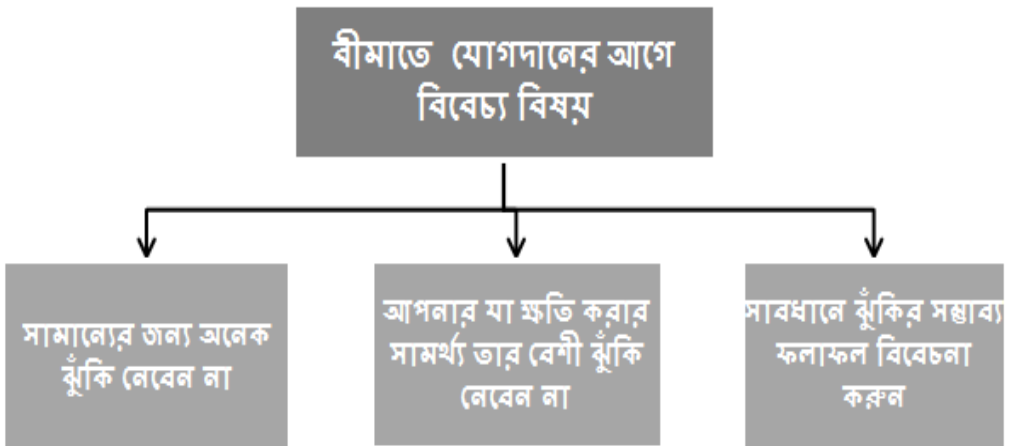 বীমাতে যোগদানের আগে
বিবেচ্য বিষয়
সামান্যের জন্য অনেক
ঝুঁকি নেবেন না
আপনার যা ক্ষতি করার
সামর্থ্য তার বেশী ঝুঁকি
নেবেন না
সাবধানে ঝুঁকির সম্ভাব্য
ফলাফল বিবেচনা
করুন